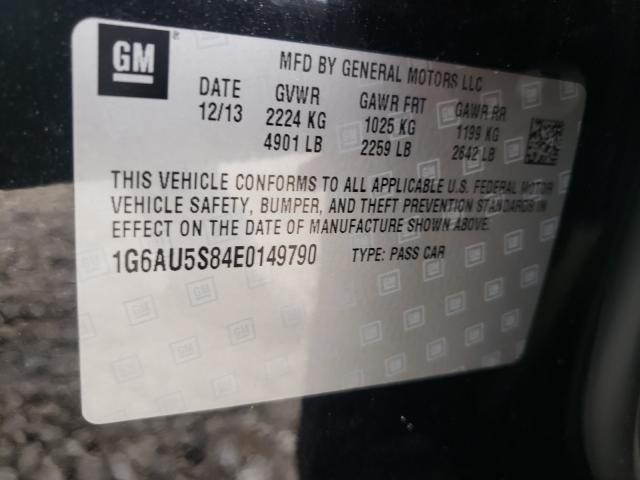 GM
MFD BY GENERAL MOTORS LLC
DATE GVWR GAWR FRT GAWR RR
12/13 2224 KG 1025 KG 1199 KG
4901 LB 2259 LB 2642 LB
THIS VEHICLE CONFORMS TO ALL APPLICABLE U.S. FEDERAL MOTOR
VEHICLE SAFETY, BUMPER, AND THEFT PREVENTION STANDARDS IN
EFFECT ON THE DATE OF MANUFACTURE SHOWN ABOVE.
1G6AU5S84E0149790 TYPE: PASS CAR